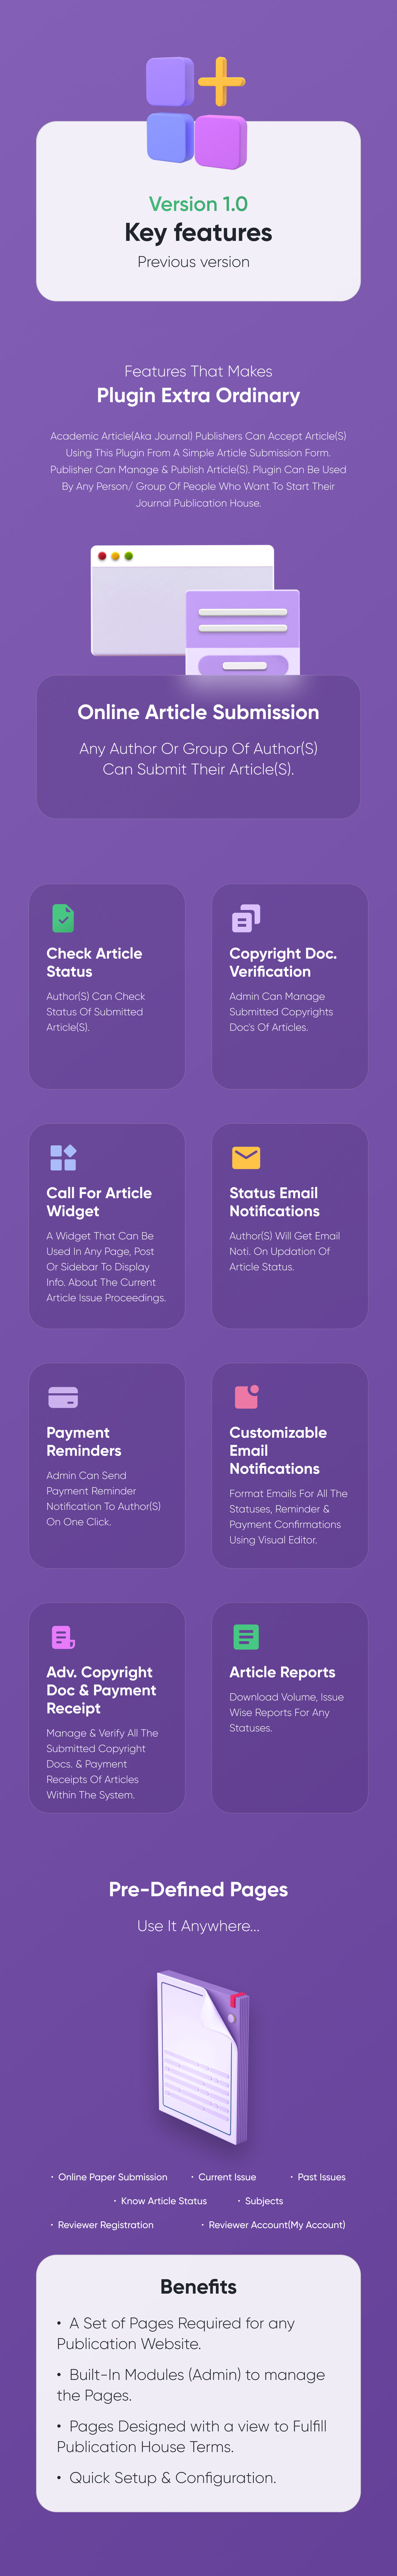 Version 1.0
Key features
Previous version
Features That Makes
Plugin Extra Ordinary
Academic Article(Aka Journal) Publishers Can Accept Article(S)
Using This Plugin From A Simple Article Submission Form.
Publisher Can Manage & Publish Article(S). Plugin Can Be Used
By Any Person/ Group Of People Who Want To Start Their
Journal Publication House.
Online Article Submission
Any Author Or Group Of Author(S)
Can Submit Their Article(S).
Check Article
Status
Author(S) Can Check
Status Of Submitted
Article(S).
Copyright Doc.
Verification
Admin Can Manage
Submitted Copyrights
Doc's Of Articles.
Call For Article
Widget
A Widget That Can Be
Used In Any Page, Post
Or Sidebar To Display
Info. About The Current
Article Issue Proceedings.
Status Email
Notifications
Author(S) Will Get Email
Noti. On Updation Of
Article Status.
Payment
Reminders
Admin Can Send
Payment Reminder
Notification To Author(S)
On One Click.
Customizable
Email
Notifications
Format Emails For All The
Statuses, Reminder &
Payment Confirmations
Using Visual Editor.
Adv. Copyright
Doc & Payment
Receipt
Manage & Verify All The
Submitted Copyright
Docs. & Payment
Receipts Of Articles
Within The System.
Article Reports
Download Volume, Issue
Wise Reports For Any
Statuses.
Pre-Defined Pages
Use It Anywhere...
• Online Paper Submission • Current Issue • Past Issues
• Know Article Status • Subjects
• Reviewer Registration • Reviewer Account(My Account)
Benefits
• A Set of Pages Required for any
Publication Website.
• Built-In Modules (Admin) to manage
the Pages.
• Pages Designed with a view to Fulfill
Publication House Terms.
• Quick Setup & Configuration.